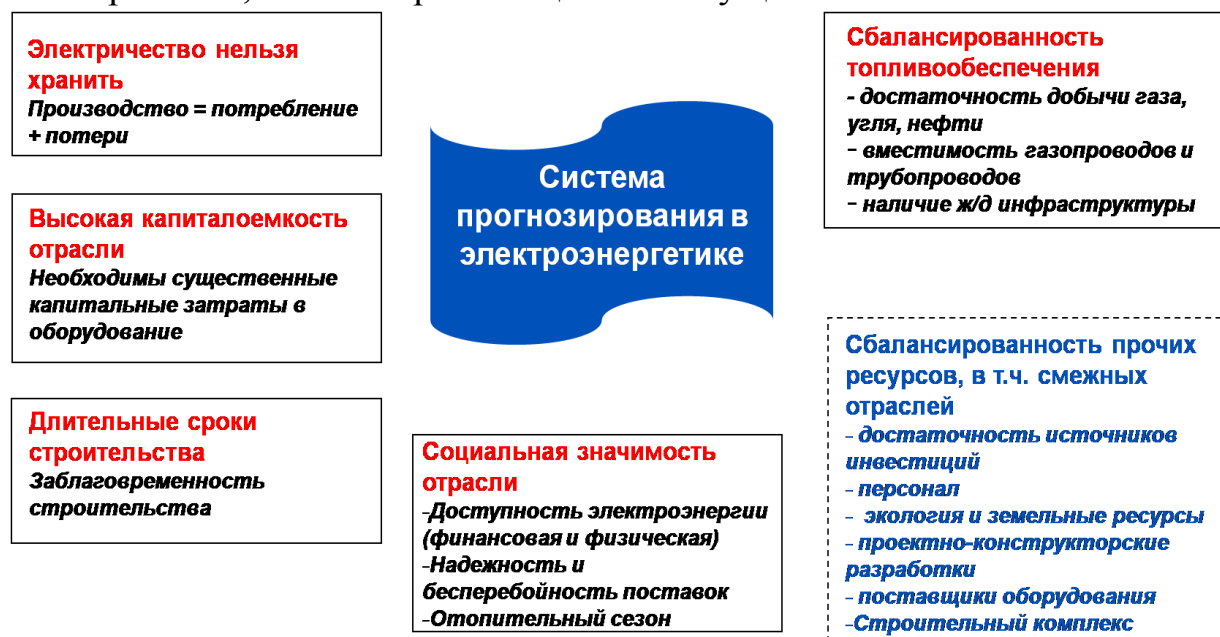 Электричество нельзя
хранить
Производство = потребление
+ потери
Высокая капиталоемкость
отрасли
Необходимы существенные
капитальные затраты в
оборудование
Длительные сроки
строительства
Заблаговременность
строительства
Система
прогнозирования в
электроэнергетике
Социальная значимость
отрасли
-Доступность электроэнергии
(финансовая и физическая)
-Надежность и
бесперебойность поставок
-Отопительный сезон
Сбалансированность
топливообеспечения
- достаточность добычи газа,
угля, нефти
- вместимость газопроводов и
трубопроводов
- наличие ж/д инфраструктуры
Сбалансированность прочих
ресурсов, в т.ч. смежных
отраслей
- достаточность источников
инвестиций
- персонал
- экология и земельные ресурсы
- проектно-конструкторские
разработки
- поставщики оборудования
-Строительный комплекс